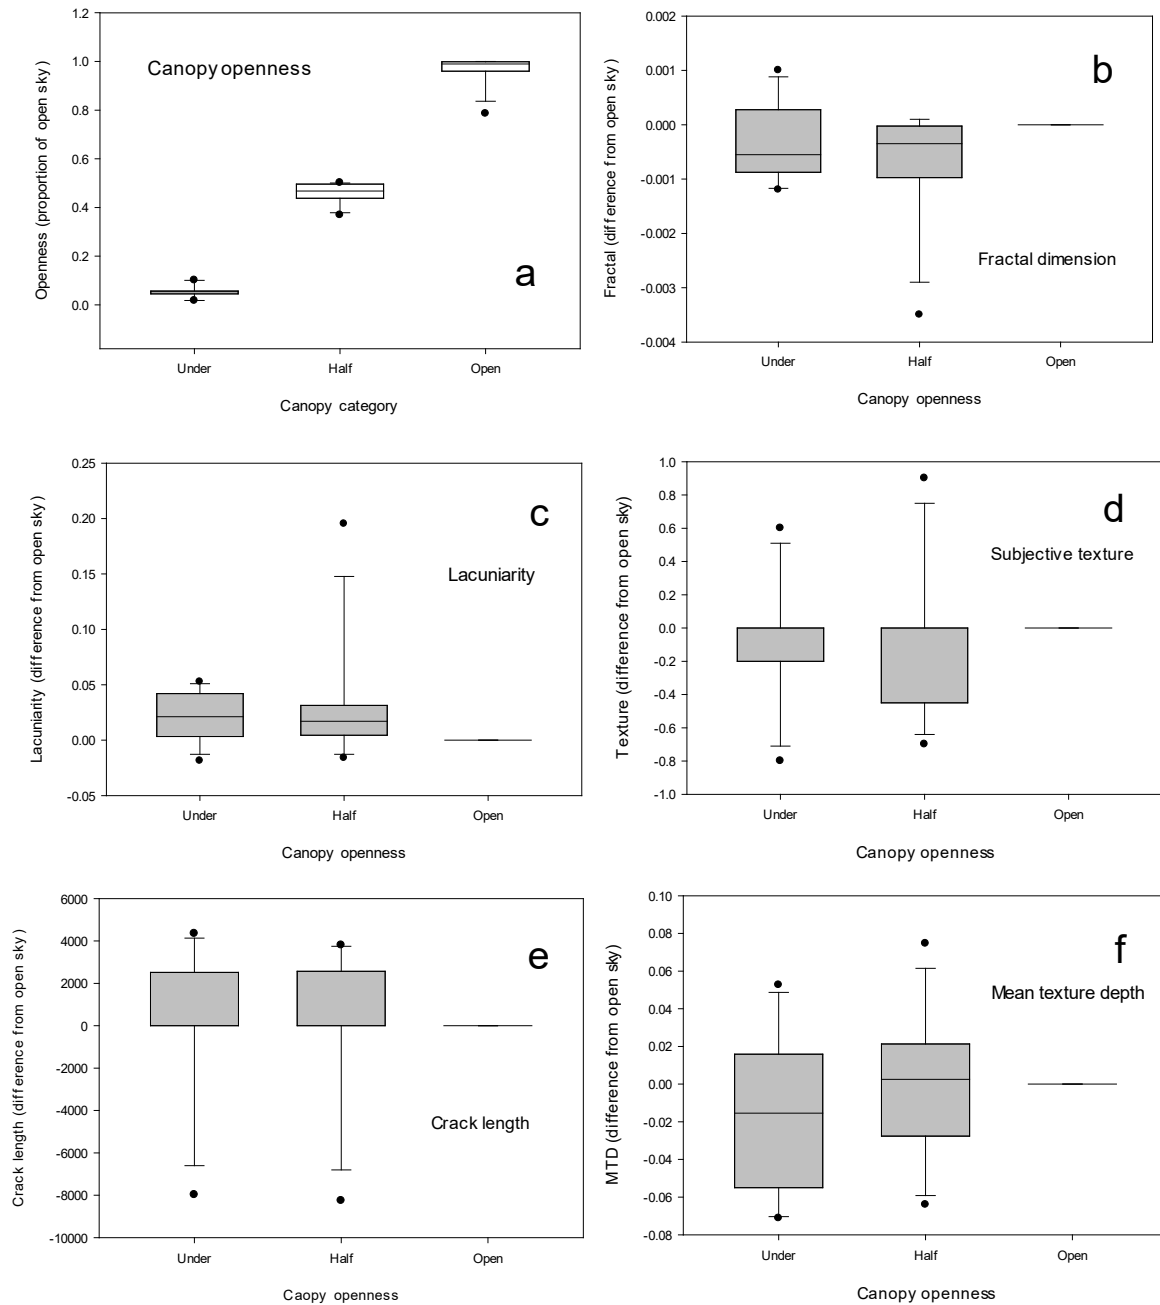 1.2
1.0
0.8
0.6
0.4
0.2
0.0
Openness (proportion of open sky)
Canopy openness
a
Under Half Open
Canopy category
0.002
0.001
0.000
-0.001
-0.002
-0.003
-0.004
Fractal (difference from open sky)
b
Fractal dimension
Under Half Open
Canopy openness
0.25
0.20
0.15
0.10
0.05
0.00
-0.05
Lacuniarity (difference from open sky)
c
Lacuniarity
Under Half Open
Canopy openness
1.0
0.8
0.6
0.4
0.2
0.0
-0.2
-0.4
-0.6
-0.8
-1.0
Texture (difference from open sky)
d
Subjective texture
Under Half Open
Canopy openness
6000
4000
2000
0
-2000
-4000
-6000
-8000
-10000
Crack length (difference from open sky)
e
Crack length
Under Half Open
Caopy openness
0.10
0.08
0.06
0.04
0.02
0.00
-0.02
-0.04
-0.06
-0.08
MTD (difference from open sky)
f
Mean texture depth
Under Half Open
Canopy openness